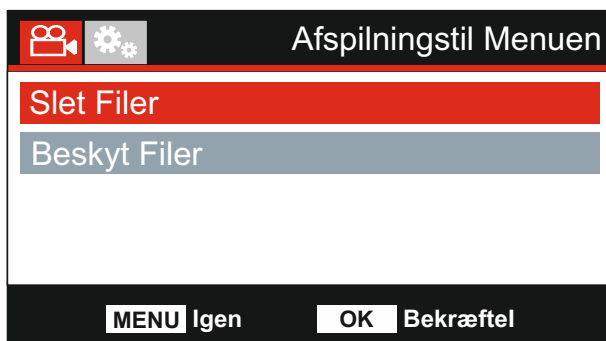 Afspilningstil Menuen
Slet Filer
Beskyt Filer
MENU Igen OK Bekræftel